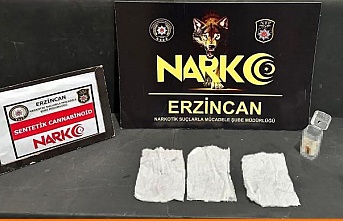 NARKO
ERZİNCAN
NARKOTİK SUÇLARLA MÜCADELE ŞUBE MÜDÜRLÜĞÜ
ERZİNCAN
SENTETİK CANNABİNOİD
NARKO